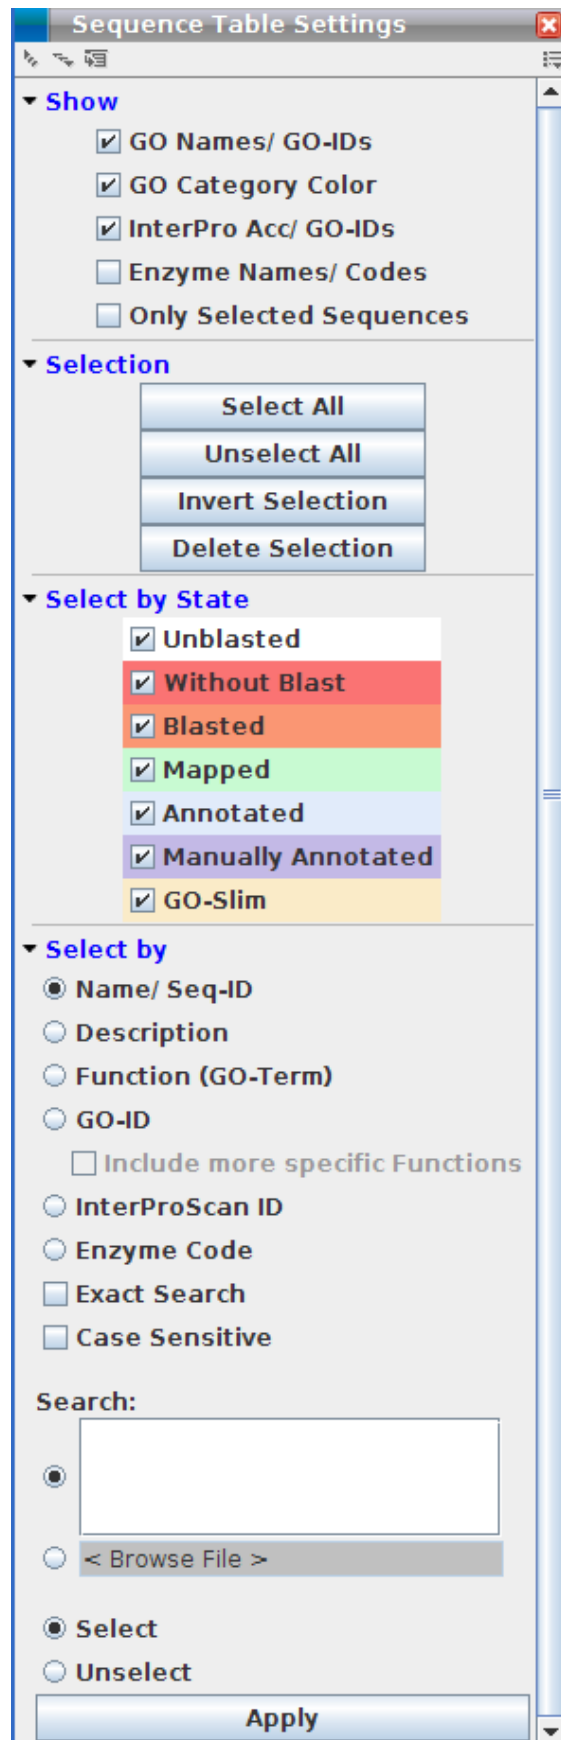 Sequence Table Settings
Show
GO Names/ GO-IDs
GO Category Color
InterPro Acc/ GO-IDs
Enzyme Names/ Codes
Only Selected Sequences
Selection
Select All
Unselect All
Invert Selection
Delete Selection
Select by State
Unblasted
Without Blast
Blasted
Mapped
Annotated
Manually Annotated
GO-Slim
Select by
Name/ Seq-ID
Description
Function (GO-Term)
GO-ID
Include more specific Functions
InterProScan ID
Enzyme Code
Exact Search
Case Sensitive
Search:
< Browse File >
Select
Unselect
Apply